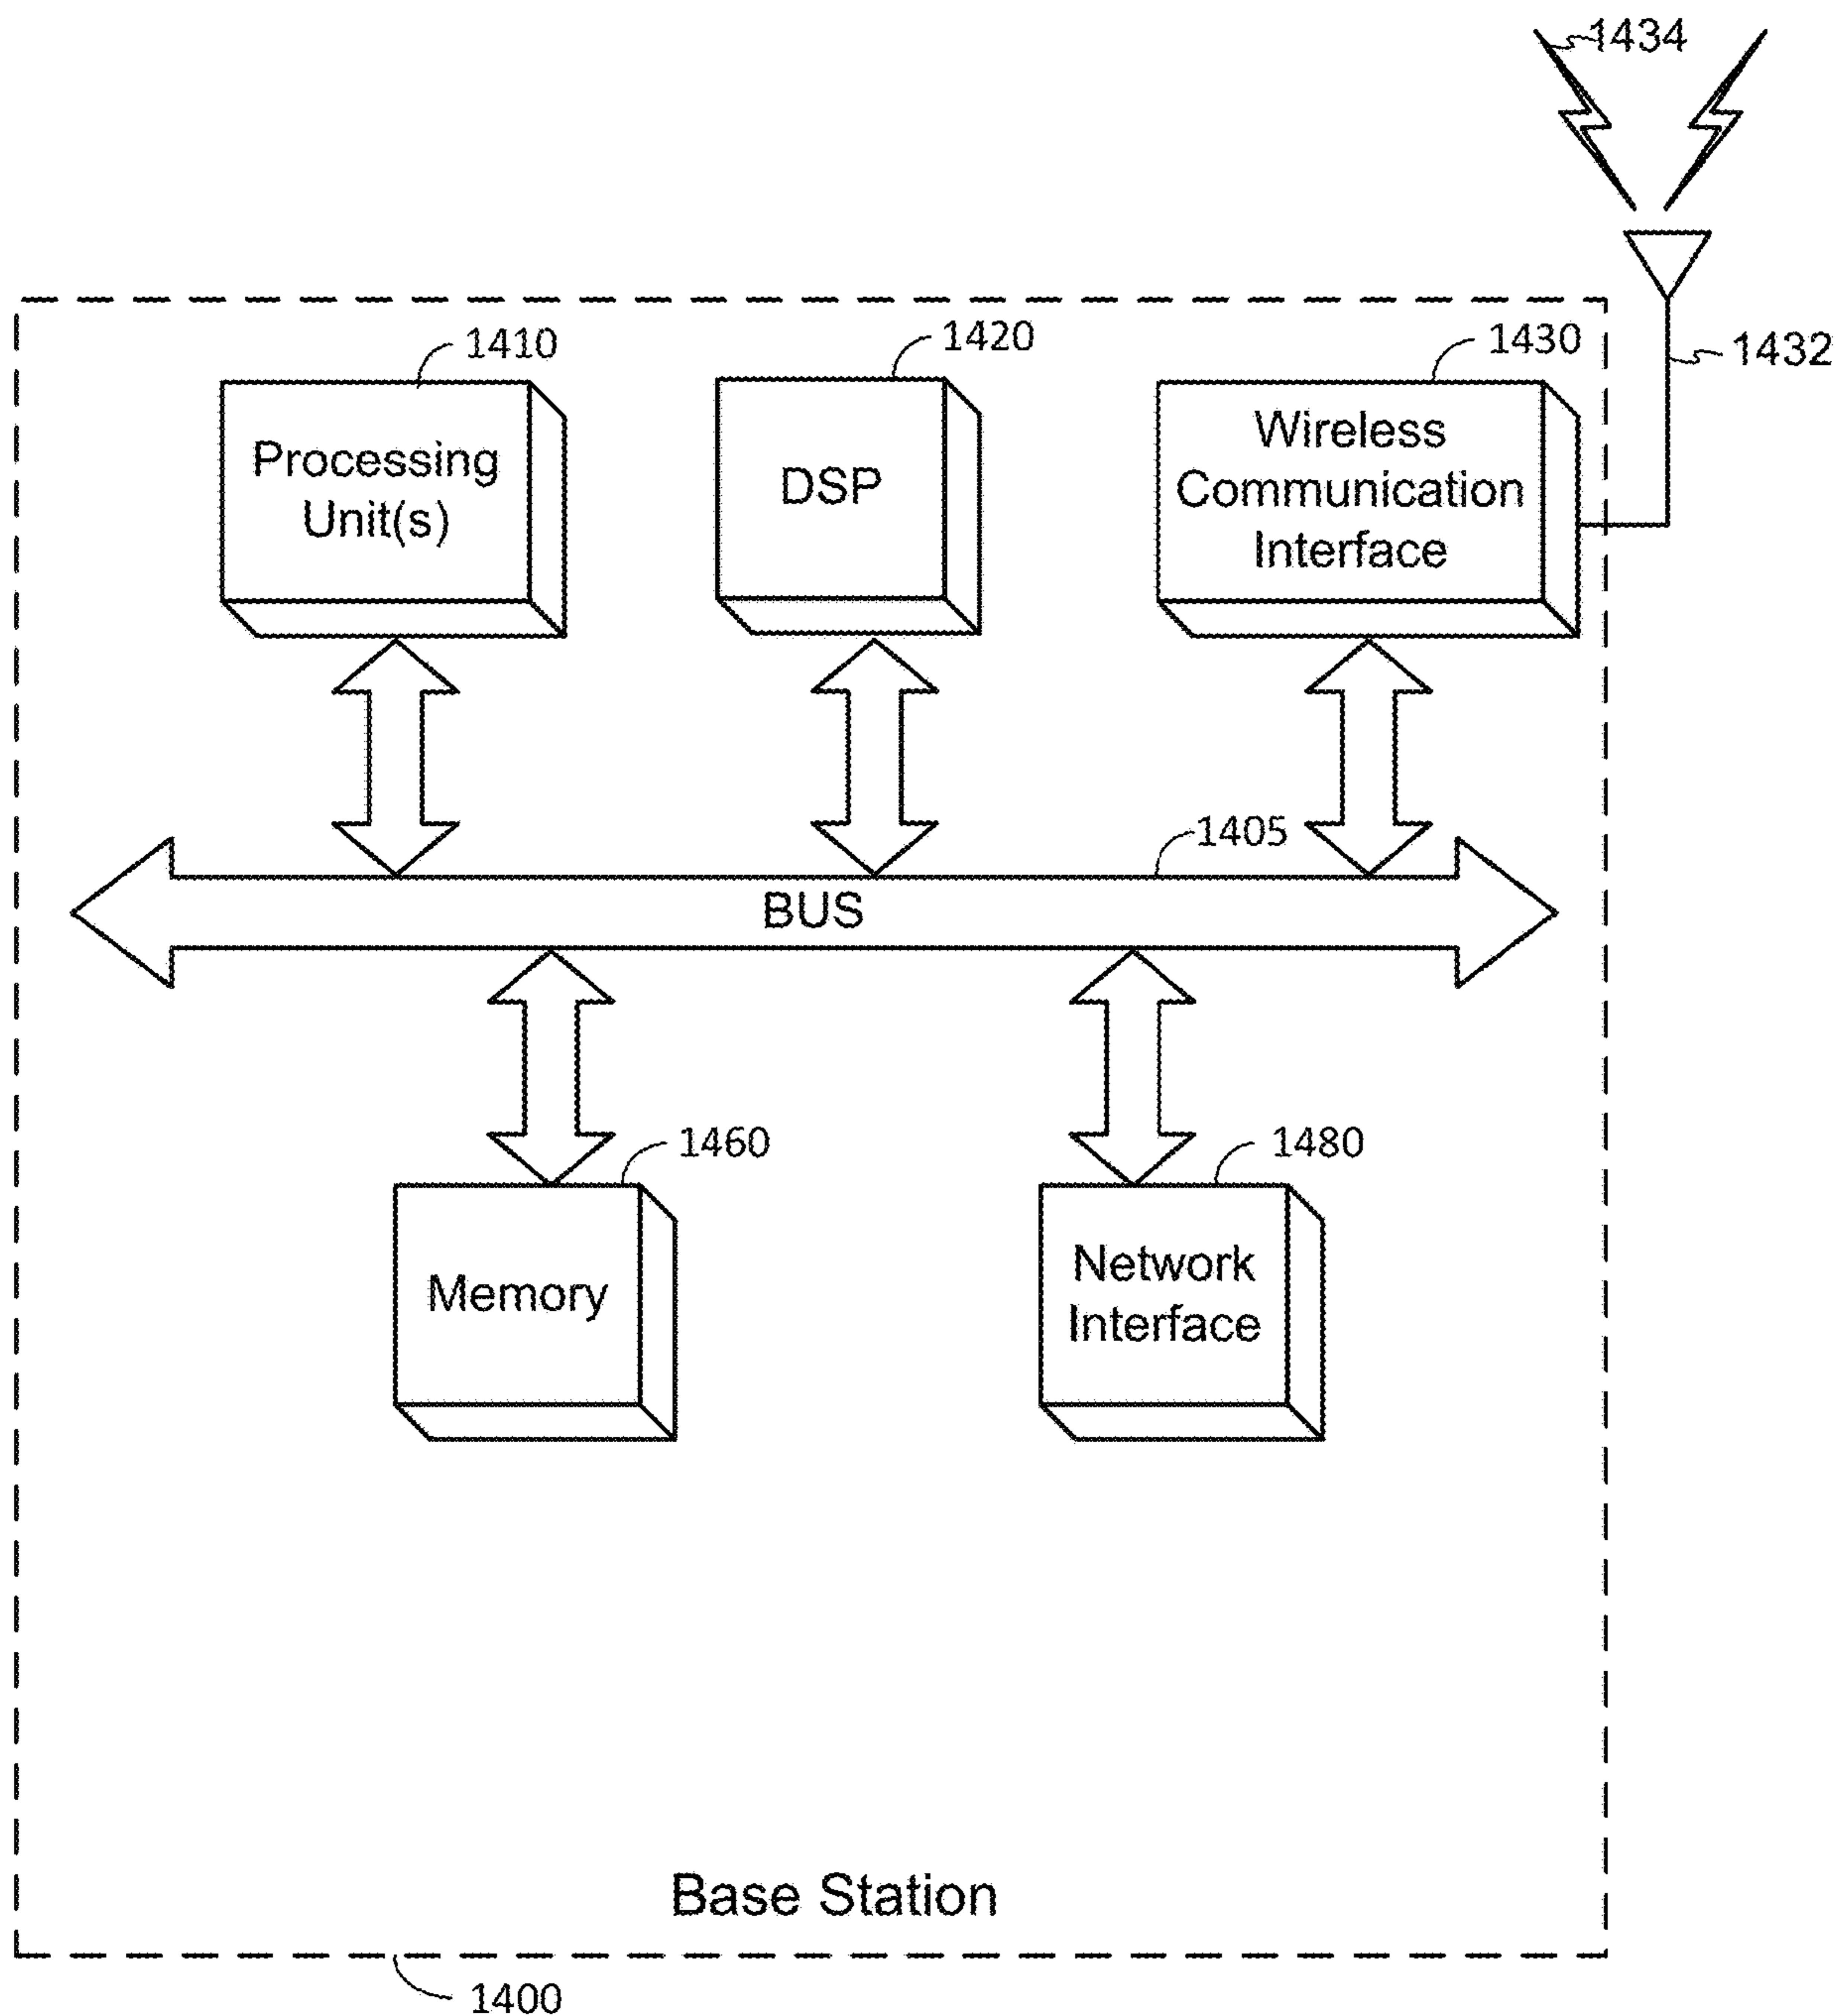 1434
1432
1410
1420
1430
Processing
Unit(s)
DSP
Wireless
Communication
Interface
1405
BUS
1460
1480
Memory
Network
Interface
Base Station
1400